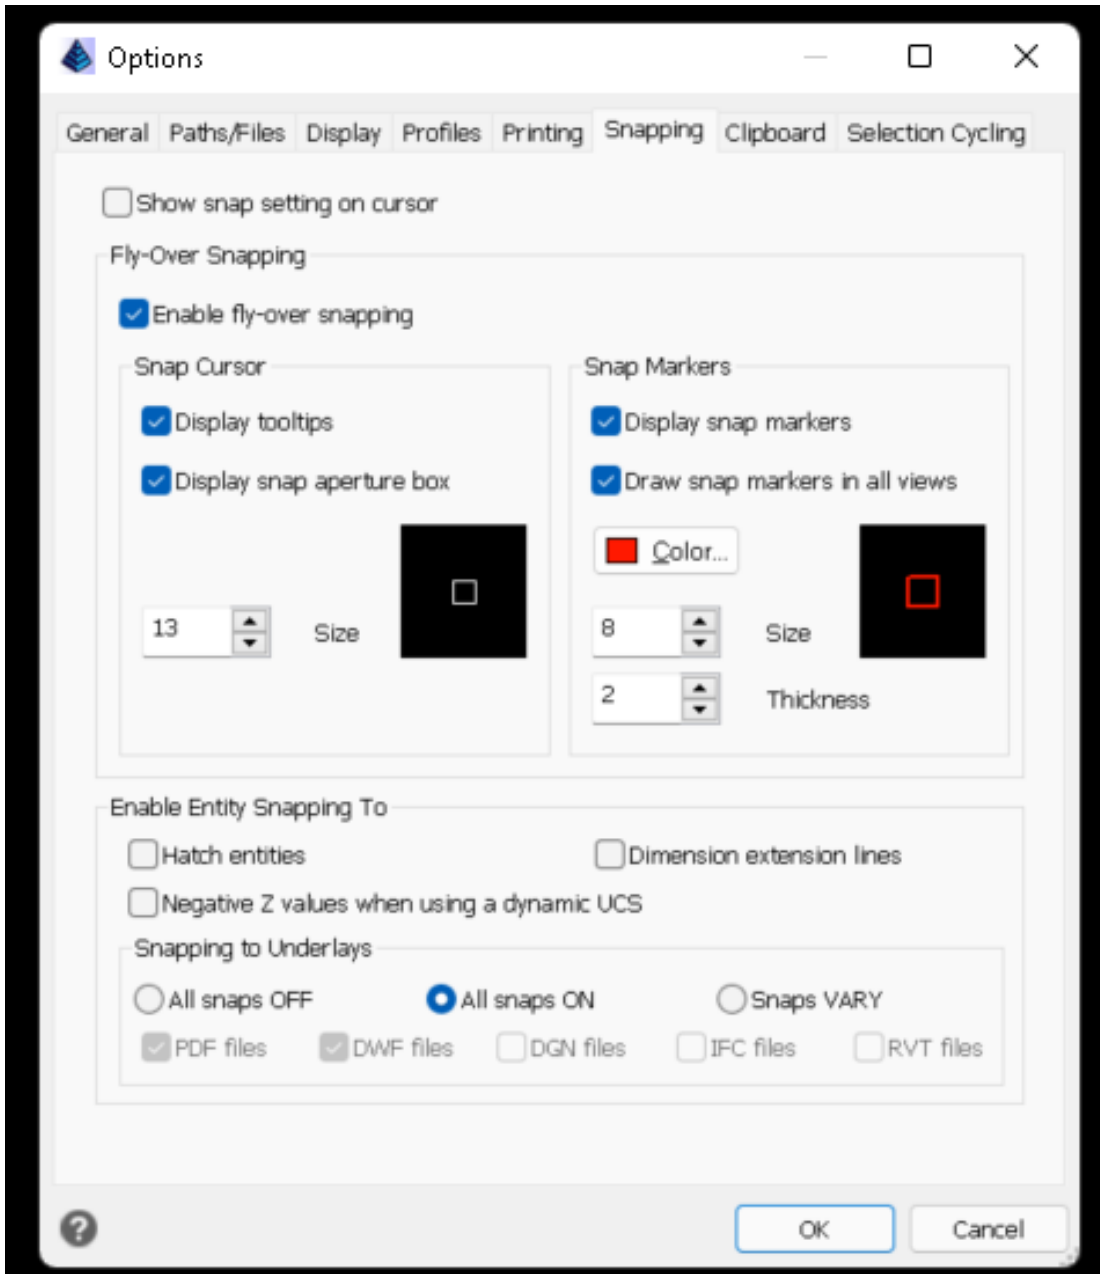 Options
General Paths/Files Display Profiles Printing Snapping Clipboard Selection Cycling
Show snap setting on cursor
Fly-Over Snapping
Enable fly-over snapping
Snap Cursor
Display tooltips
Display snap aperture box
13 Size
Snap Markers
Display snap markers
Draw snap markers in all views
Color...
8 Size
2 Thickness
Enable Entity Snapping To
Hatch entities Dimension extension lines
Negative Z values when using a dynamic UCS
Snapping to Underlays
All snaps OFF All snaps ON Snaps VARY
PDF files DWF files DGN files IFC files RVT files
? OK Cancel